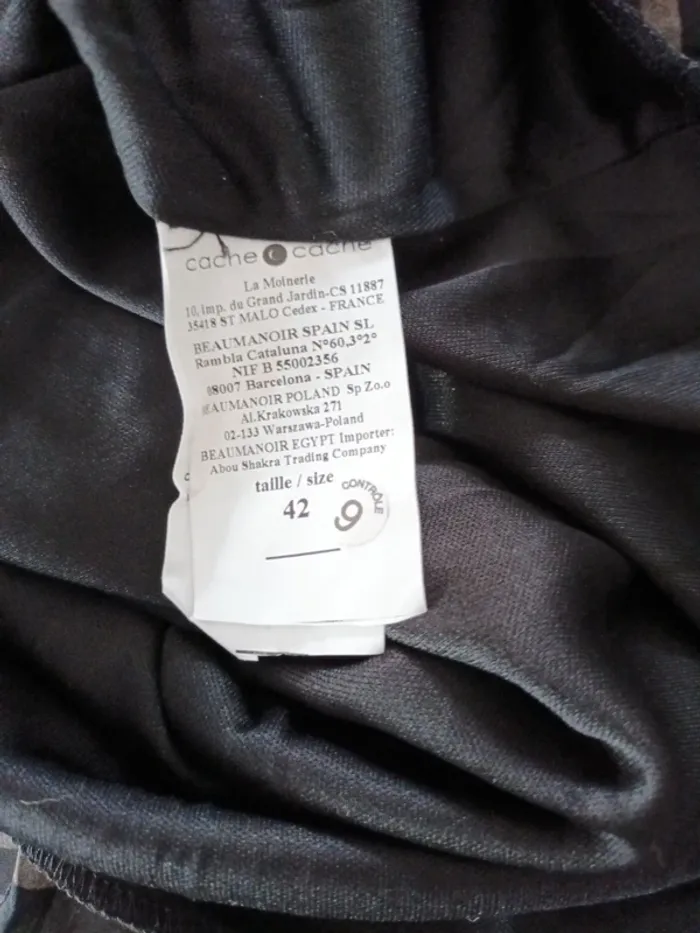 cache cache
La Moinerie
10, imp. du Grand Jardin-CS 11887
35418 ST MALO Cedex - FRANCE
BEAUMANOIR SPAIN SL
Rambla Cataluna N°60,3°2°
NIF B 55002356
08007 Barcelona - SPAIN
BEAUMANOIR POLAND Sp Zo.o
Al.Krakowska 271
02-133 Warszawa-Poland
BEAUMANOIR EGYPT Importer:
Abou Shakra Trading Company
taille / size
42
CONTRÔLE
9